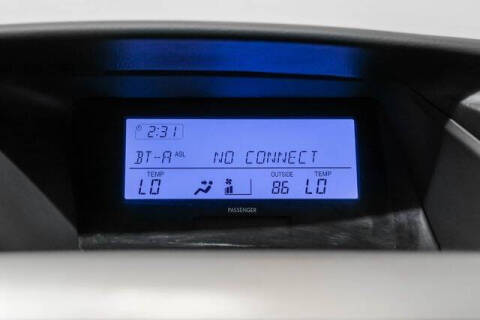 2:31
BT-A ASL NO CONNECT
TEMP OUTSIDE TEMP
LO 86 LO
PASSENGER